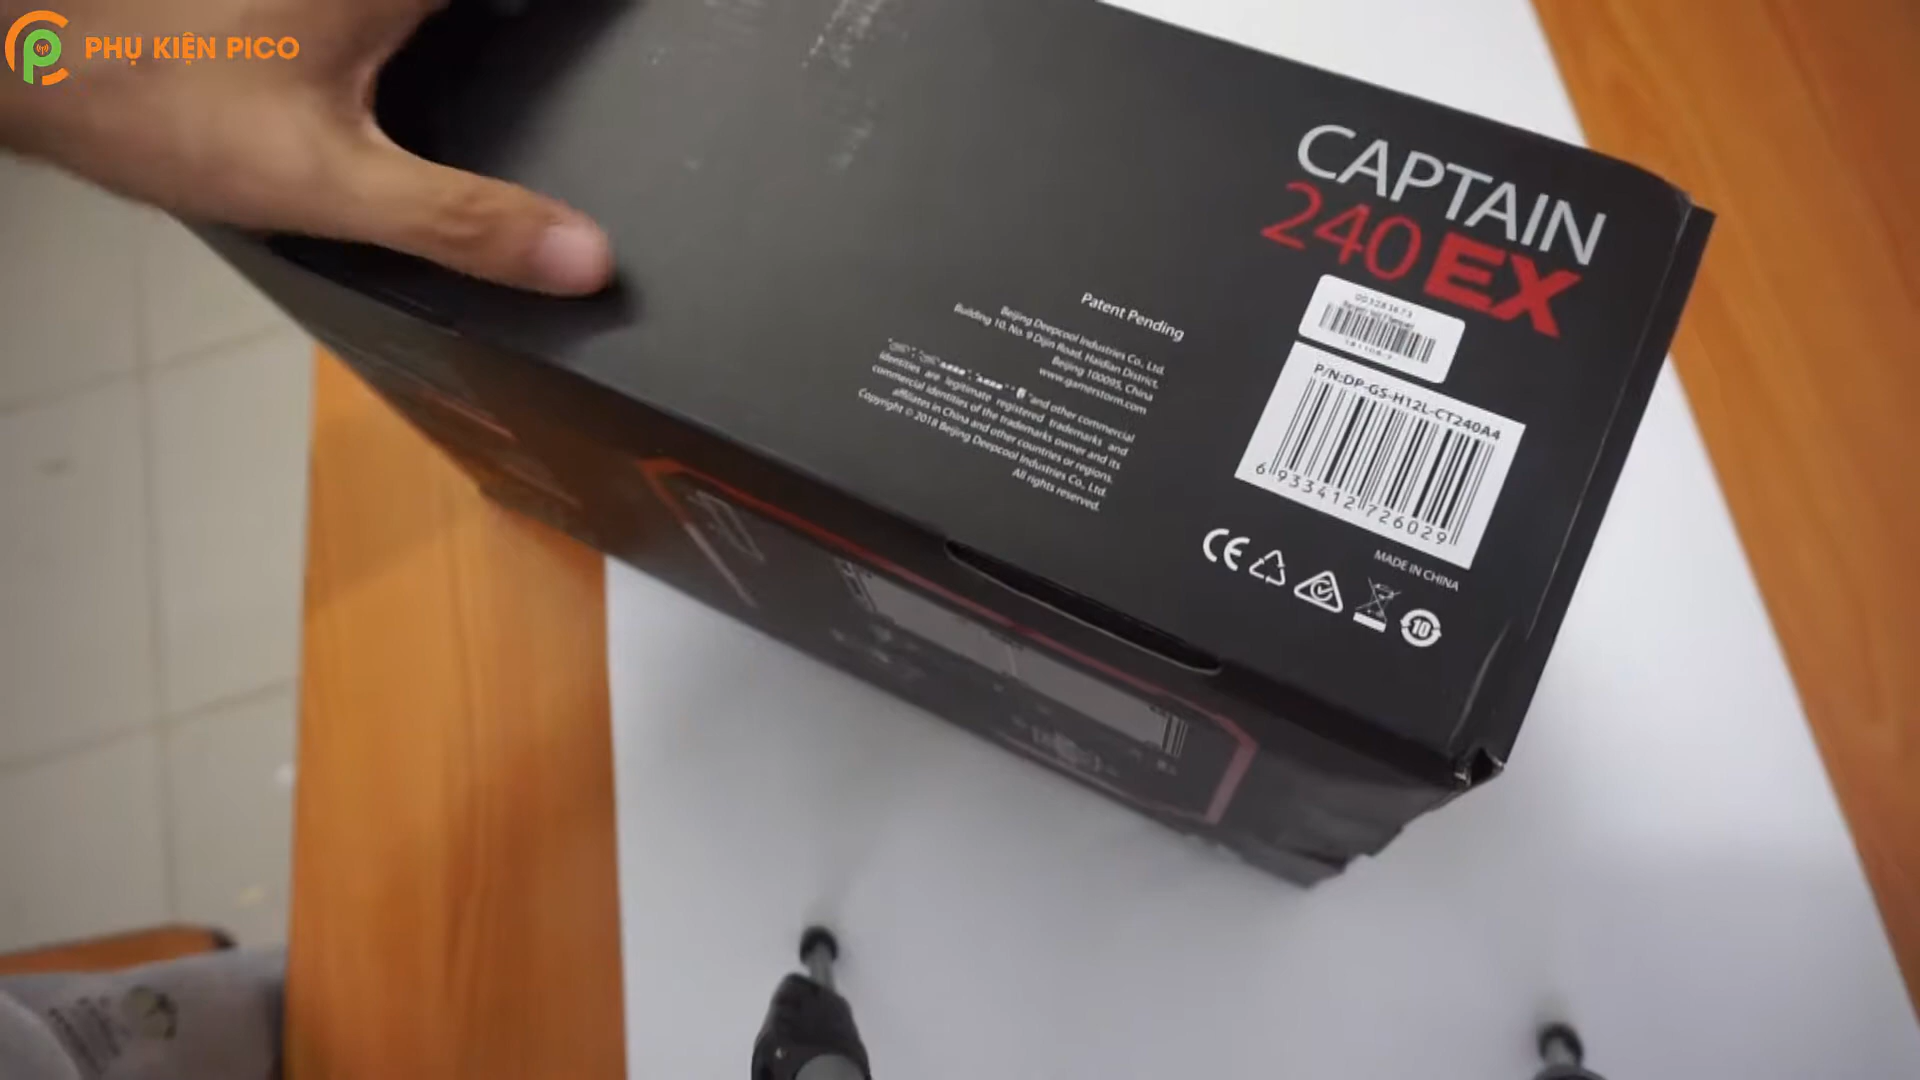 PHỤ KIỆN PICO
CAPTAIN
240 EX
Patent Pending
Beijing Deepcool Industries Co., Ltd.
Building 10, No. 9 Dijin Road, Haidian District,
Beijing 100095, China
www.gamerstorm.com
and other commercial
identities are legitimate registered trademarks and
commercial identities of the trademarks owner and its
affiliates in China and other countries or regions.
Copyright © 2018 Beijing Deepcool Industries Co., Ltd.
All rights reserved.
P/N:DP-GS-H12L-CT240A4
6 933412 726029
MADE IN CHINA
CE
10